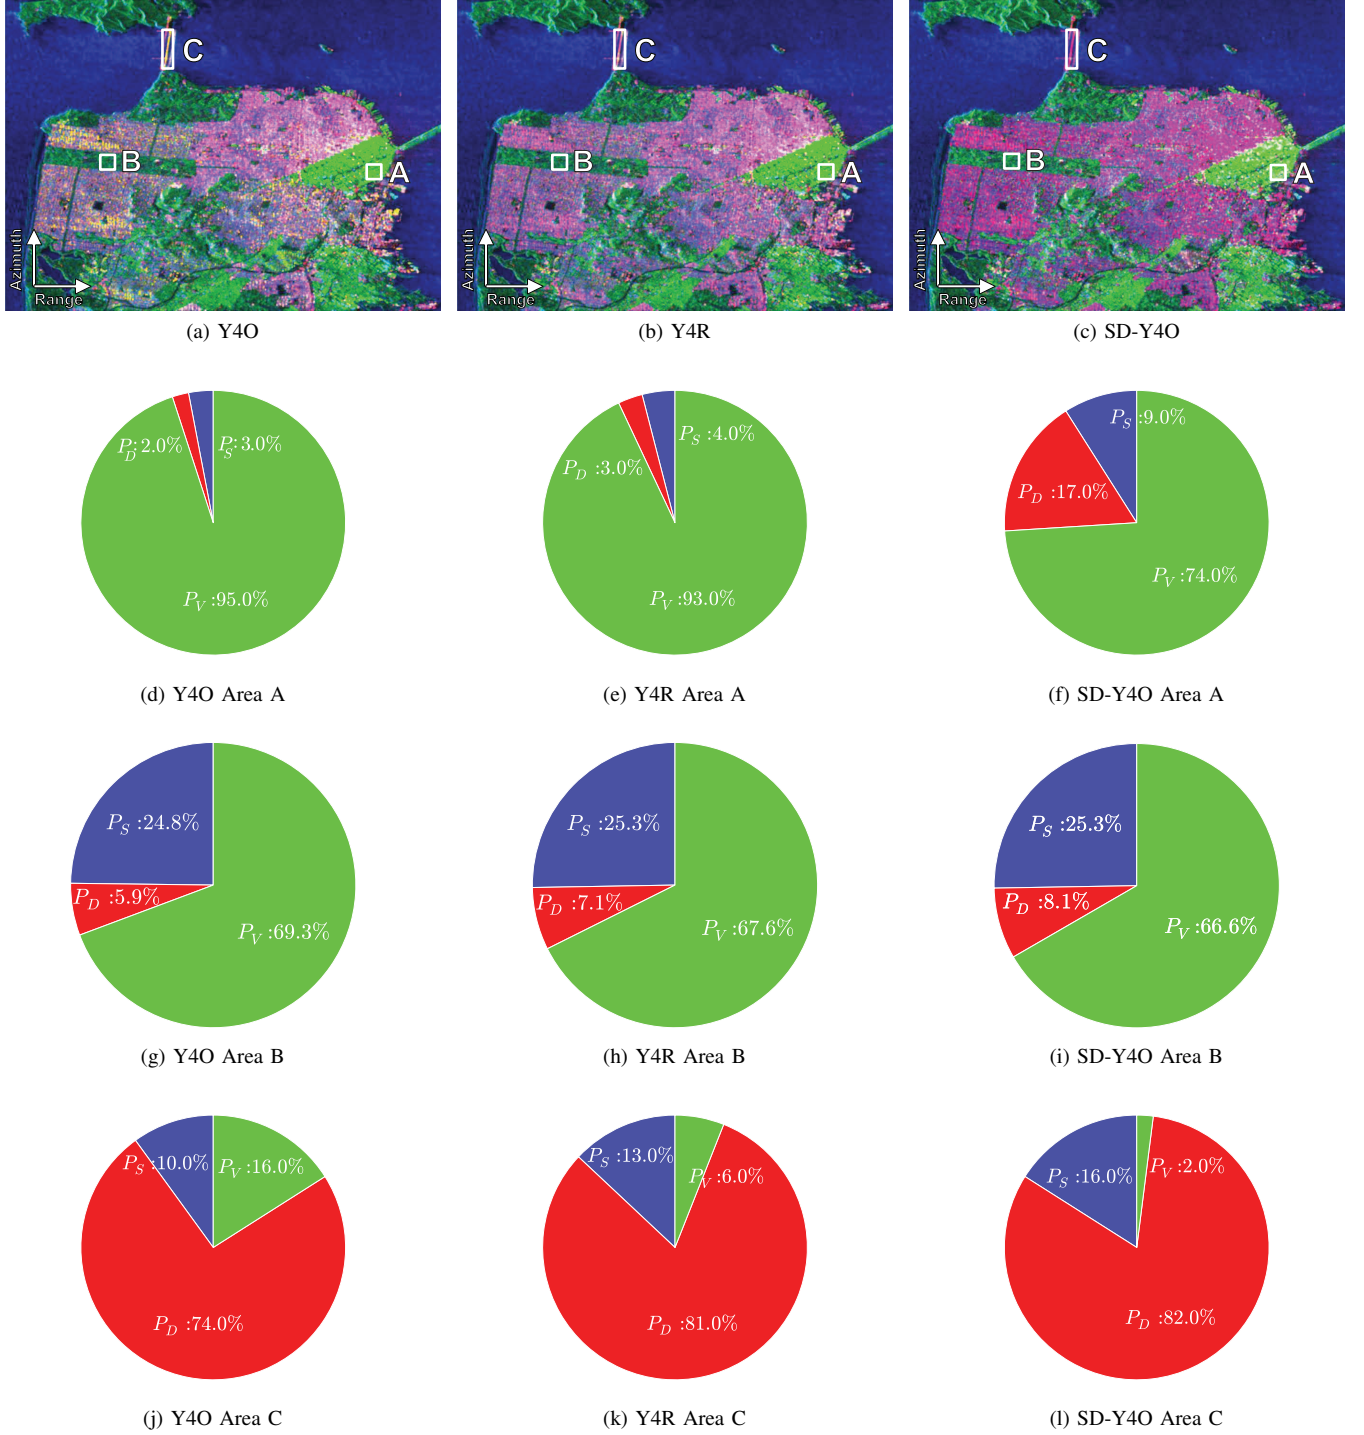 C
B
A
Azimuth
Range
C
B
A
Azimuth
Range
C
B
A
Azimuth
Range
(a) Y4O
(b) Y4R
(c) SD-Y4O
P_D :2.0%
P_S :3.0%
P_V :95.0%
P_S :4.0%
P_D :3.0%
P_V :93.0%
P_S :9.0%
P_D :17.0%
P_V :74.0%
(d) Y4O Area A
(e) Y4R Area A
(f) SD-Y4O Area A
P_S :24.8%
P_D :5.9%
P_V :69.3%
P_S :25.3%
P_D :7.1%
P_V :67.6%
P_S :25.3%
P_D :8.1%
P_V :66.6%
(g) Y4O Area B
(h) Y4R Area B
(i) SD-Y4O Area B
P_S :10.0%
P_V :16.0%
P_D :74.0%
P_S :13.0%
P_V :6.0%
P_D :81.0%
P_S :16.0%
P_V :2.0%
P_D :82.0%
(j) Y4O Area C
(k) Y4R Area C
(l) SD-Y4O Area C